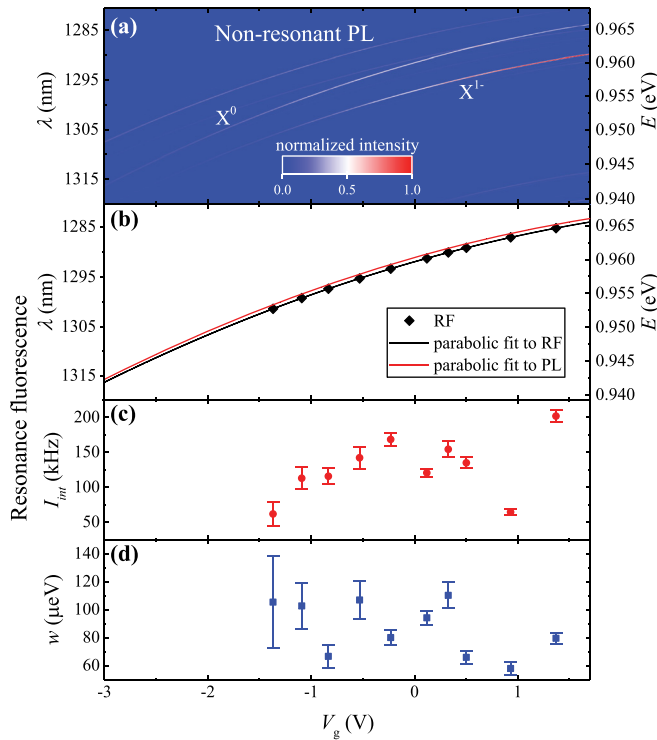 (a)
Non-resonant PL
X⁰
X¹⁻
normalized intensity
0.0 0.5 1.0
λ (nm)
1285
1295
1305
1315
E (eV)
0.965
0.960
0.955
0.950
0.945
0.940
(b)
RF
parabolic fit to RF
parabolic fit to PL
λ (nm)
1285
1295
1305
1315
E (eV)
0.965
0.960
0.955
0.950
0.945
0.940
Resonance fluorescence
(c)
I_int (kHz)
200
150
100
50
(d)
w (µeV)
140
120
100
80
60
-3 -2 -1 0 1
V_g (V)